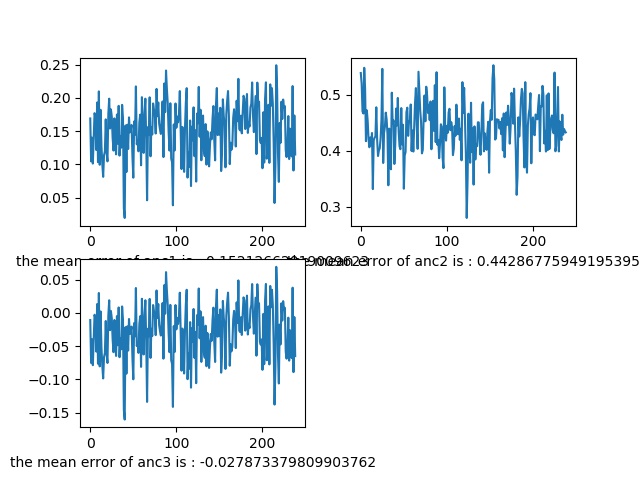 0.25
0.20
0.15
0.10
0.05
0 100 200
the mean error of anc1 is :
0.5
0.4
0.3
0 100 200
the mean error of anc2 is : 0.44286775949195395
0.05
0.00
−0.05
−0.10
−0.15
0 100 200
the mean error of anc3 is : -0.027873379809903762